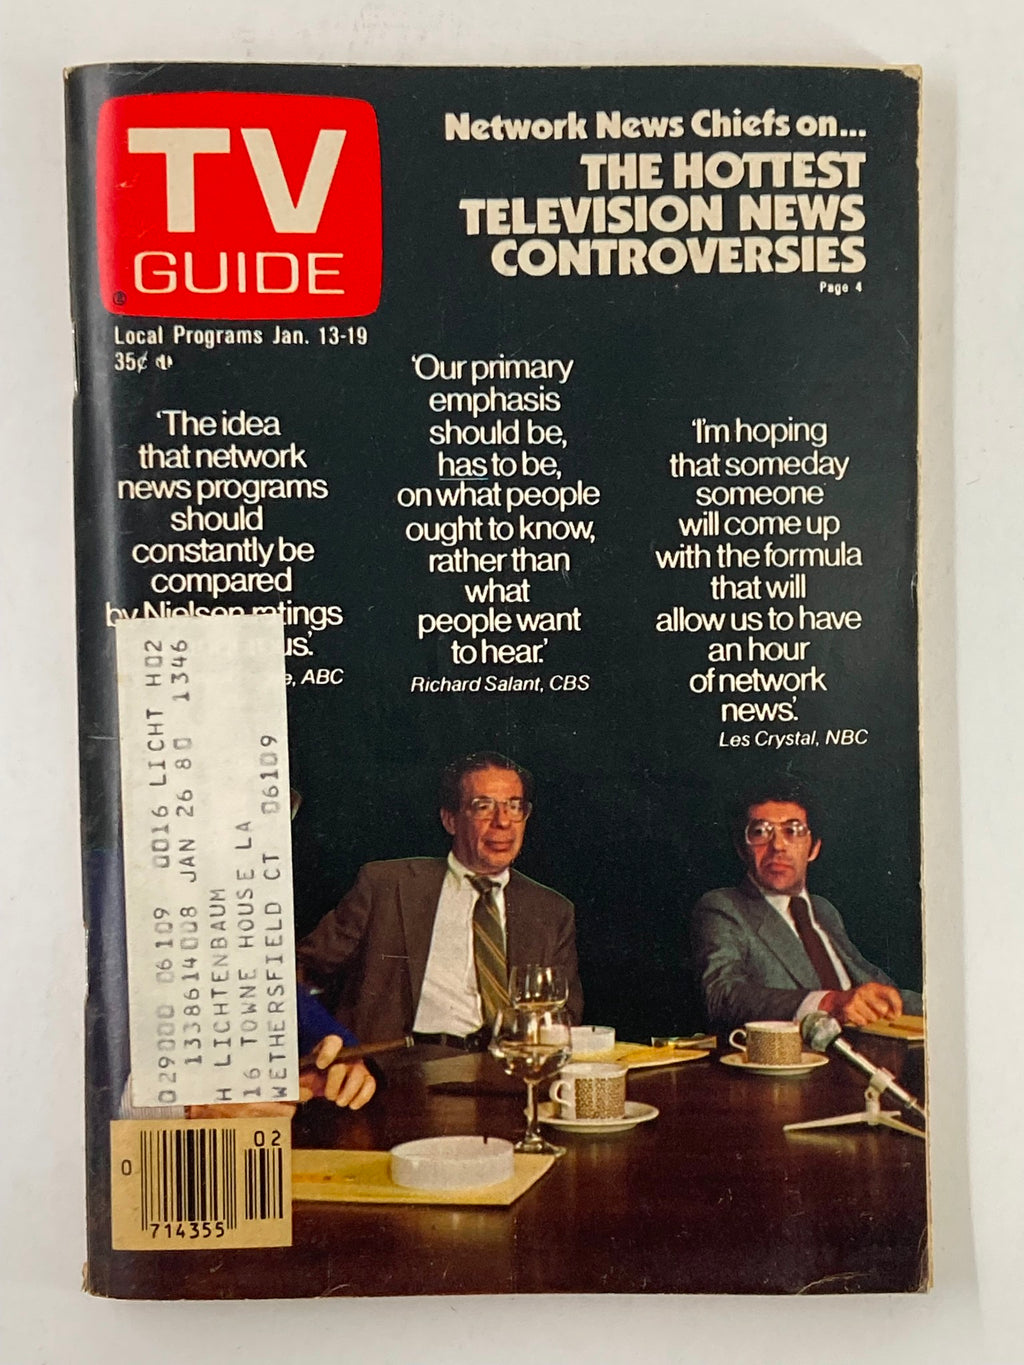 TV
GUIDE
®
Local Programs Jan. 13-19
35¢
Network News Chiefs on...
THE HOTTEST
TELEVISION NEWS
CONTROVERSIES
Page 4
'The idea
that network
news programs
should
constantly be
compared
by Nielsen ratings
us.'
, ABC
'Our primary
emphasis
should be,
has to be,
on what people
ought to know,
rather than
what
people want
to hear.'
Richard Salant, CBS
'I'm hoping
that someday
someone
will come up
with the formula
that will
allow us to have
an hour
of network
news.'
Les Crystal, NBC
029000 06109 0016 LICHT H02
1338614008 JAN 26 80 1346
H LICHTENBAUM
16 TOWNE HOUSE LA
WETHERSFIELD CT 06109
0 714355 02